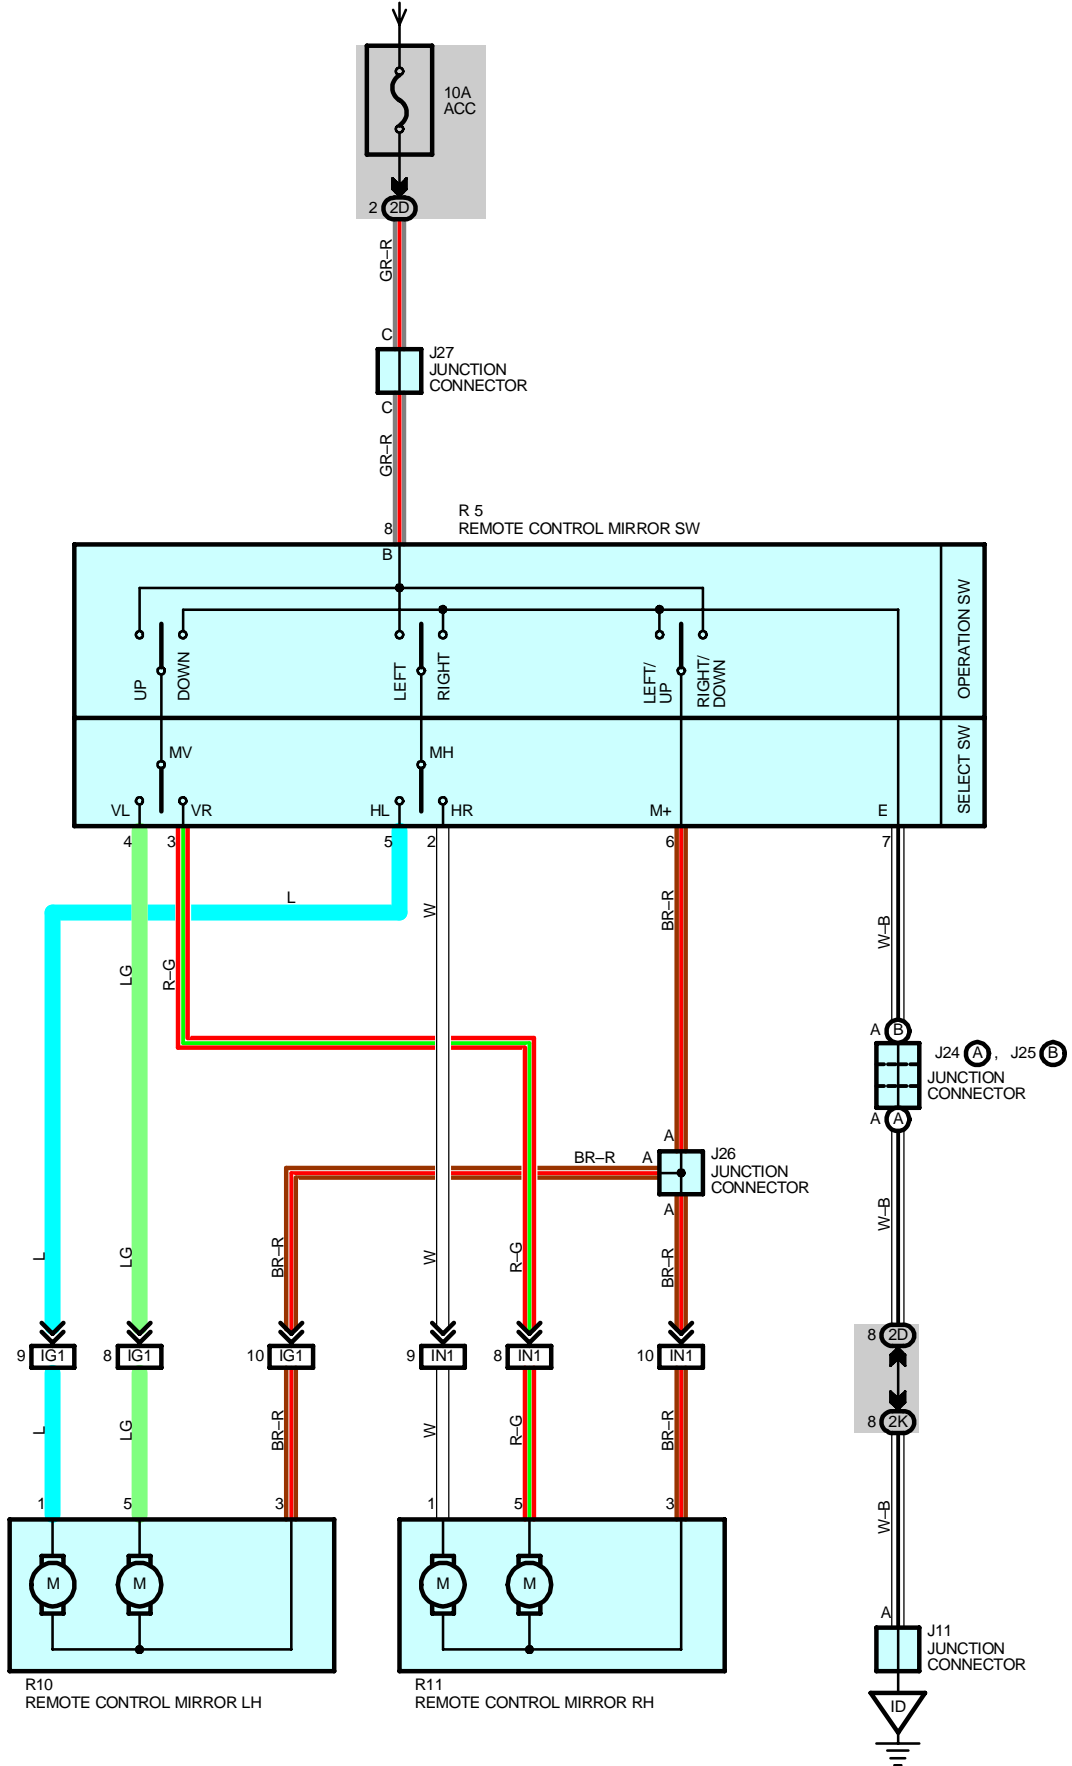 10A
ACC
2 2D
GR–R
C
J27
JUNCTION
CONNECTOR
C
GR–R
R 5
REMOTE CONTROL MIRROR SW
8
B
UP
DOWN
LEFT
RIGHT
LEFT/
UP
RIGHT/
DOWN
OPERATION SW
MV
MH
SELECT SW
VL VR HL HR M+ E
4 3 5 2 6 7
L
W
BR–R
W–B
LG
R–G
A B
J24 A , J25 B
JUNCTION
CONNECTOR
A A
A
BR–R A
J26
JUNCTION
CONNECTOR
A
W–B
L
LG
BR–R
W
R–G
BR–R
8 2D
9 IG1 8 IG1 10 IG1 9 IN1 8 IN1 10 IN1
8 2K
L
LG
BR–R
W
R–G
BR–R
W–B
1 5 3 1 5 3
M M M M
A
J11
JUNCTION
CONNECTOR
R10
REMOTE CONTROL MIRROR LH
R11
REMOTE CONTROL MIRROR RH
ID